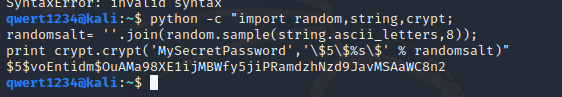 SyntaxError: invalid syntax
qwert1234@kali:~$ python -c "import random,string,crypt;
randomsalt= ''.join(random.sample(string.ascii_letters,8));
print crypt.crypt('MySecretPassword','\$5\$%s\$' % randomsalt)"
$5$voEntidm$OuAMa98XE1ijMBWfy5jiPRamdzhNzd9JavMSAaWC8n2
qwert1234@kali:~$